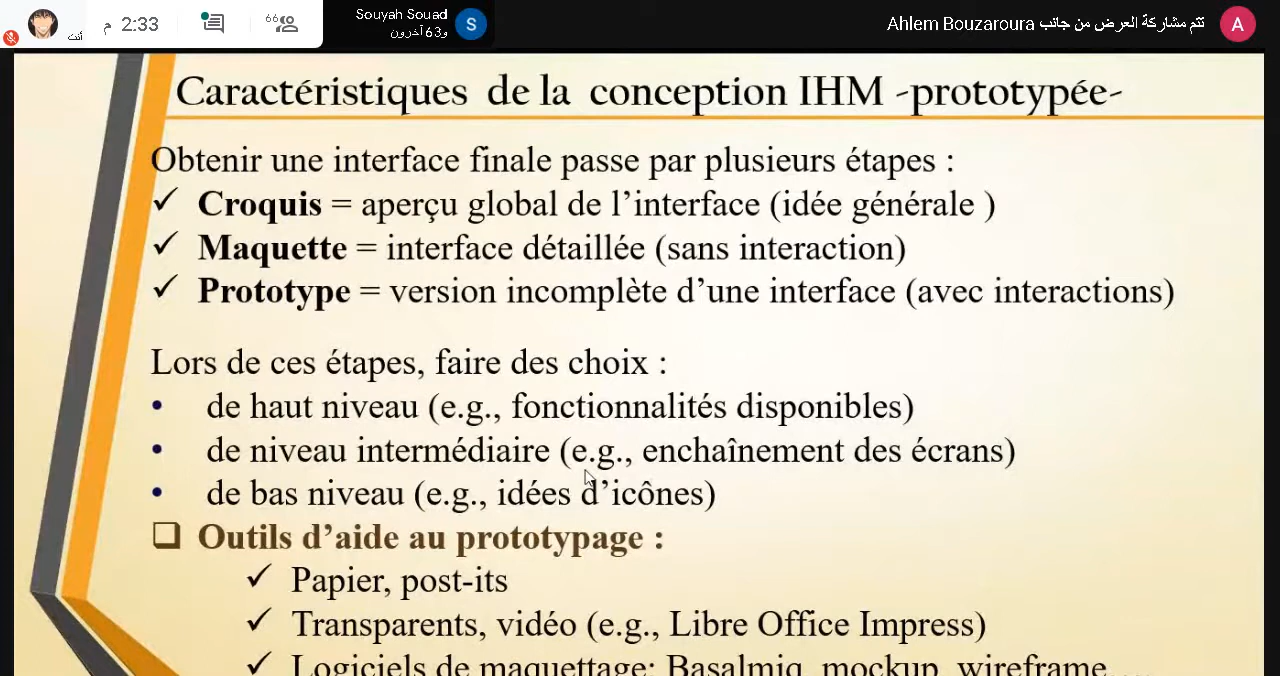 أنت
2:33 م
66
Souyah Souad
و63 آخرون
S
تتم مشاركة العرض من جانب Ahlem Bouzaroura
A
Caractéristiques de la conception IHM -prototypée-
Obtenir une interface finale passe par plusieurs étapes :
✓ Croquis = aperçu global de l’interface (idée générale )
✓ Maquette = interface détaillée (sans interaction)
✓ Prototype = version incomplète d’une interface (avec interactions)
Lors de ces étapes, faire des choix :
• de haut niveau (e.g., fonctionnalités disponibles)
• de niveau intermédiaire (e.g., enchaînement des écrans)
• de bas niveau (e.g., idées d’icônes)
❑ Outils d’aide au prototypage :
✓ Papier, post-its
✓ Transparents, vidéo (e.g., Libre Office Impress)
✓ Logiciels de maquettage: Basalmiq, mockup, wireframe,...